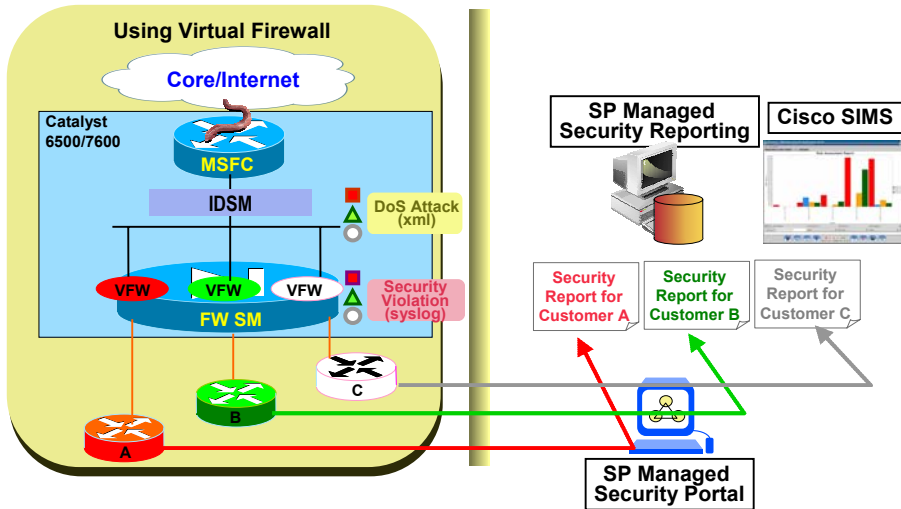 Using Virtual Firewall
Core/Internet
Catalyst
6500/7600
MSFC
IDSM
DoS Attack
(xml)
VFW
VFW
VFW
FW SM
Security
Violation
(syslog)
A
B
C
SP Managed
Security Reporting
Cisco SIMS
Security
Report for
Customer A
Security
Report for
Customer B
Security
Report for
Customer C
SP Managed
Security Portal